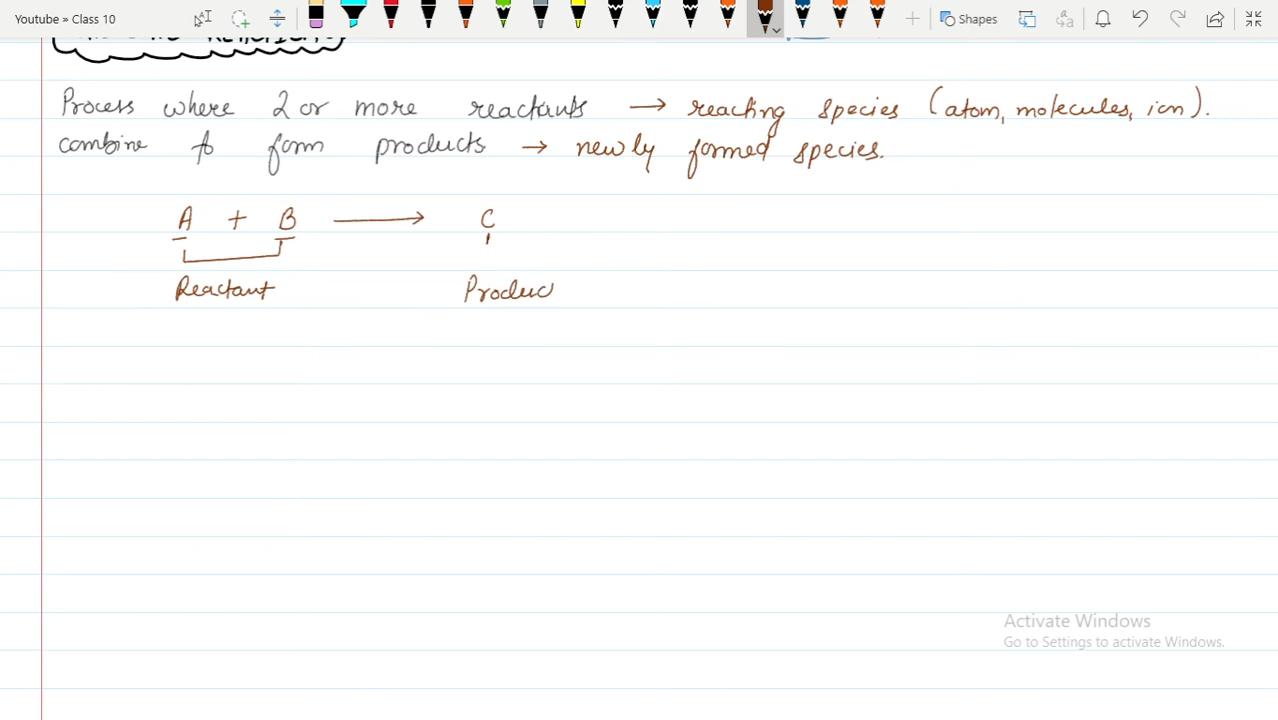 Youtube » Class 10
Shapes
Process where 2 or more reactants → reacting species (atom, molecules, ion).
combine to form products → newly formed species.
A + B → C
Reactant Produc
Activate Windows
Go to Settings to activate Windows.